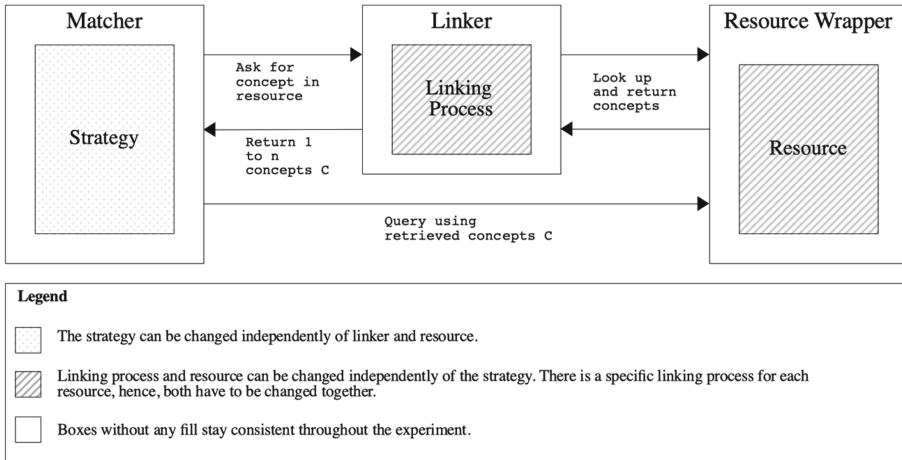 Matcher
Linker
Resource Wrapper
Strategy
Ask for
concept in
resource
Linking
Process
Look up
and return
concepts
Return 1
to n
concepts C
Resource
Query using
retrieved concepts C
Legend
The strategy can be changed independently of linker and resource.
Linking process and resource can be changed independently of the strategy. There is a specific linking process for each
resource, hence, both have to be changed together.
Boxes without any fill stay consistent throughout the experiment.